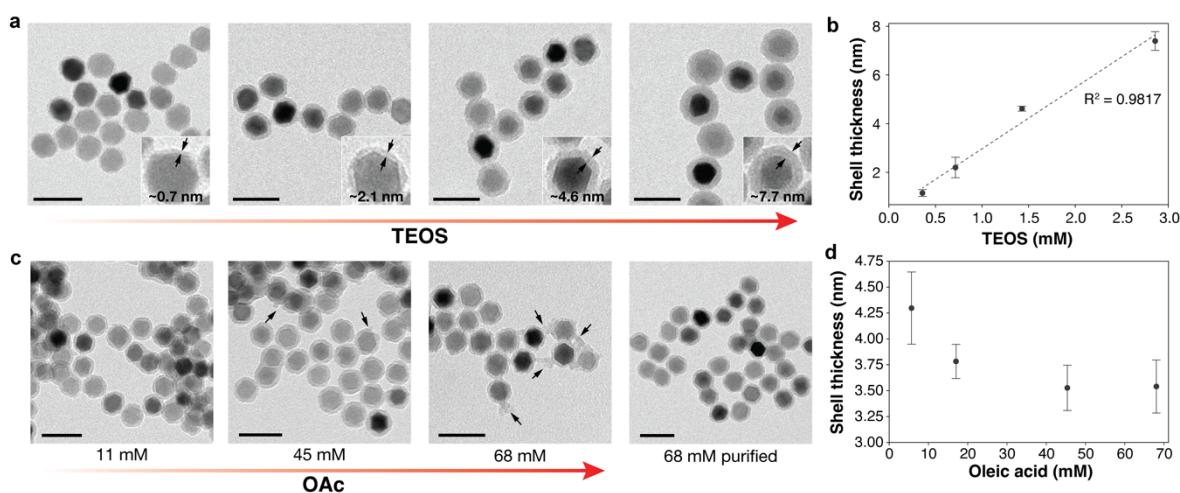 a
~0.7 nm
~2.1 nm
~4.6 nm
~7.7 nm
TEOS
b
Shell thickness (nm)
8
6
4
2
R² = 0.9817
0.0 0.5 1.0 1.5 2.0 2.5 3.0
TEOS (mM)
c
11 mM
45 mM
68 mM
68 mM purified
OAc
d
Shell thickness (nm)
4.75
4.50
4.25
4.00
3.75
3.50
3.25
3.00
0 10 20 30 40 50 60 70
Oleic acid (mM)